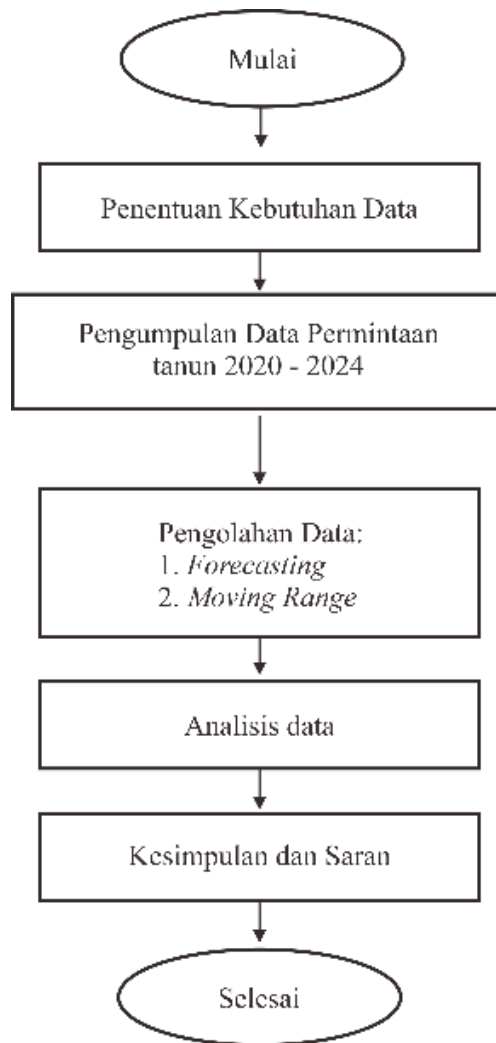 Mulai
Penentuan Kebutuhan Data
Pengumpulan Data Permintaan
tanun 2020 - 2024
Pengolahan Data:
1. Forecasting
2. Moving Range
Analisis data
Kesimpulan dan Saran
Selesai